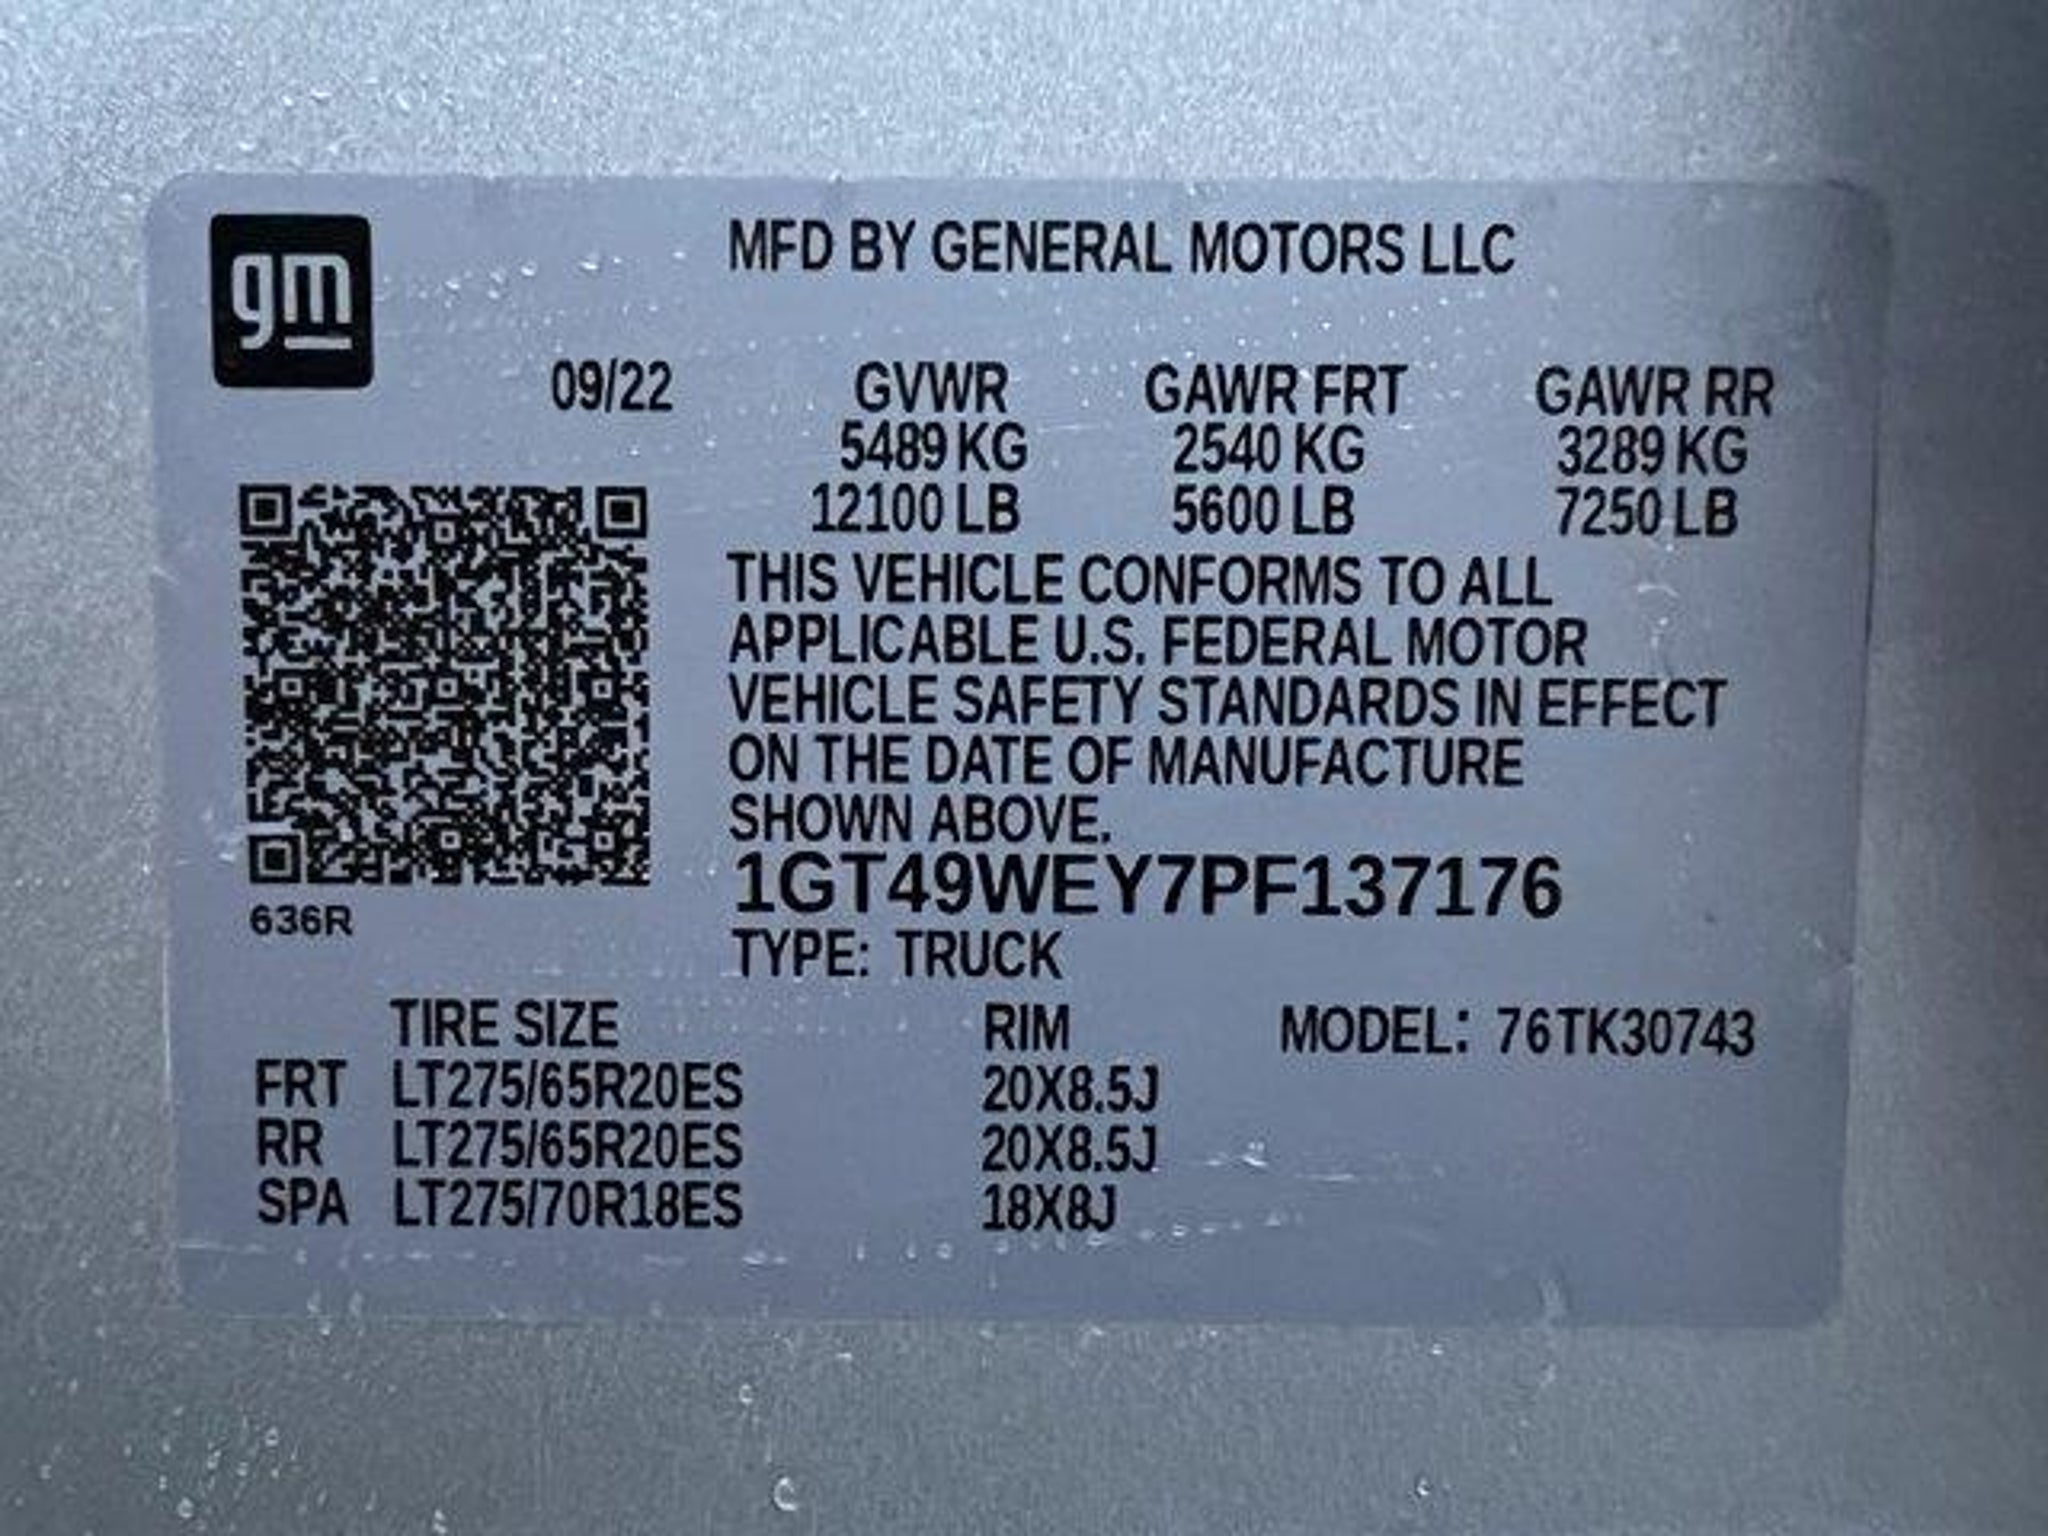 gm
MFD BY GENERAL MOTORS LLC
09/22 GVWR GAWR FRT GAWR RR
5489 KG 2540 KG 3289 KG
12100 LB 5600 LB 7250 LB
THIS VEHICLE CONFORMS TO ALL
APPLICABLE U.S. FEDERAL MOTOR
VEHICLE SAFETY STANDARDS IN EFFECT
ON THE DATE OF MANUFACTURE
SHOWN ABOVE.
1GT49WEY7PF137176
636R
TYPE: TRUCK
TIRE SIZE RIM MODEL: 76TK30743
FRT LT275/65R20ES 20X8.5J
RR LT275/65R20ES 20X8.5J
SPA LT275/70R18ES 18X8J